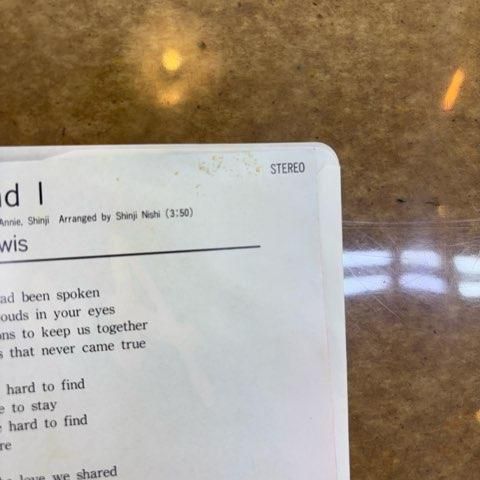 STEREO
nd I
Annie, Shinji Arranged by Shinji Nishi (3:50)
wis
ad been spoken
ouds in your eyes
ons to keep us together
s that never came true
hard to find
e to stay
e hard to find
re
love we shared